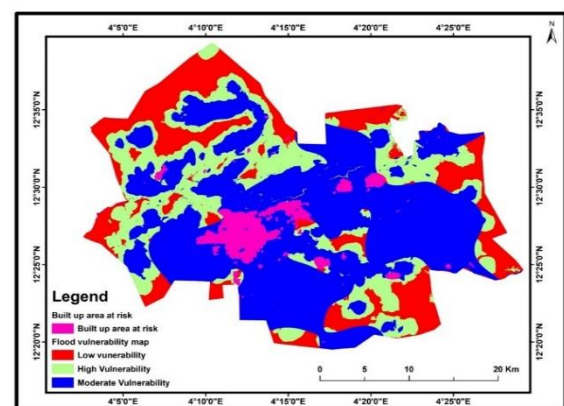 4°5'0"E 4°10'0"E 4°15'0"E 4°20'0"E 4°25'0"E
N
12°35'0"N 12°35'0"N
12°30'0"N 12°30'0"N
12°25'0"N 12°25'0"N
12°20'0"N 12°20'0"N
Legend
Built up area at risk
Built up area at risk
Flood vulnerability map
Low vunerability
High Vulnerability
Moderate Vulnerability
0 5 10 20 Km
4°5'0"E 4°10'0"E 4°15'0"E 4°20'0"E 4°25'0"E